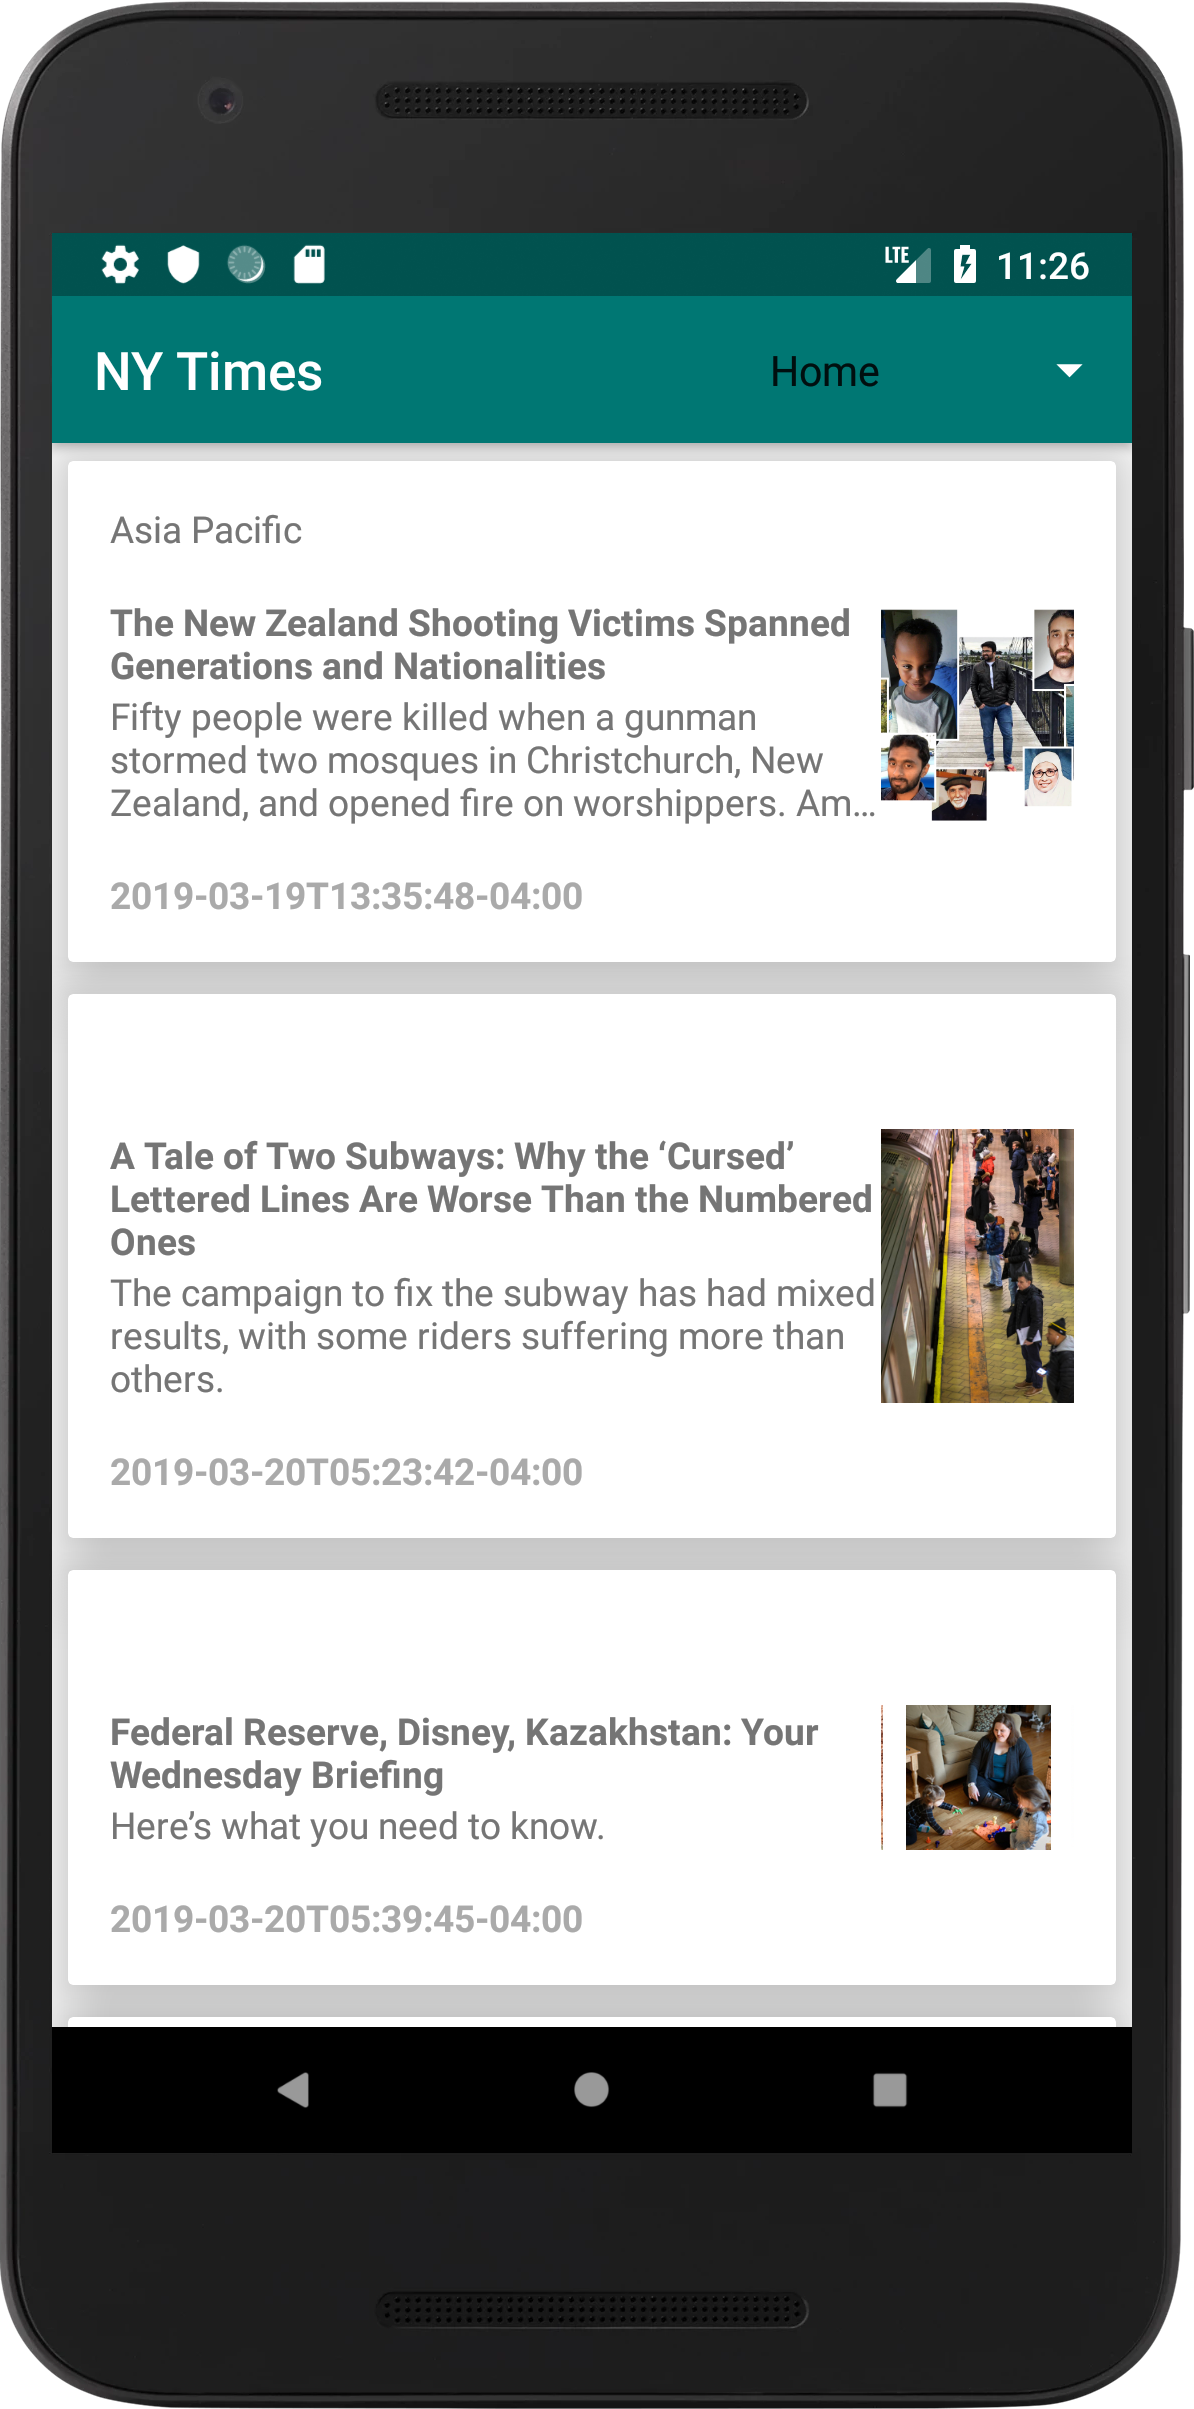 LTE 11:26
NY Times Home
Asia Pacific
The New Zealand Shooting Victims Spanned
Generations and Nationalities
Fifty people were killed when a gunman
stormed two mosques in Christchurch, New
Zealand, and opened fire on worshippers. Am…
2019-03-19T13:35:48-04:00
A Tale of Two Subways: Why the ‘Cursed’
Lettered Lines Are Worse Than the Numbered
Ones
The campaign to fix the subway has had mixed
results, with some riders suffering more than
others.
2019-03-20T05:23:42-04:00
Federal Reserve, Disney, Kazakhstan: Your
Wednesday Briefing
Here’s what you need to know.
2019-03-20T05:39:45-04:00